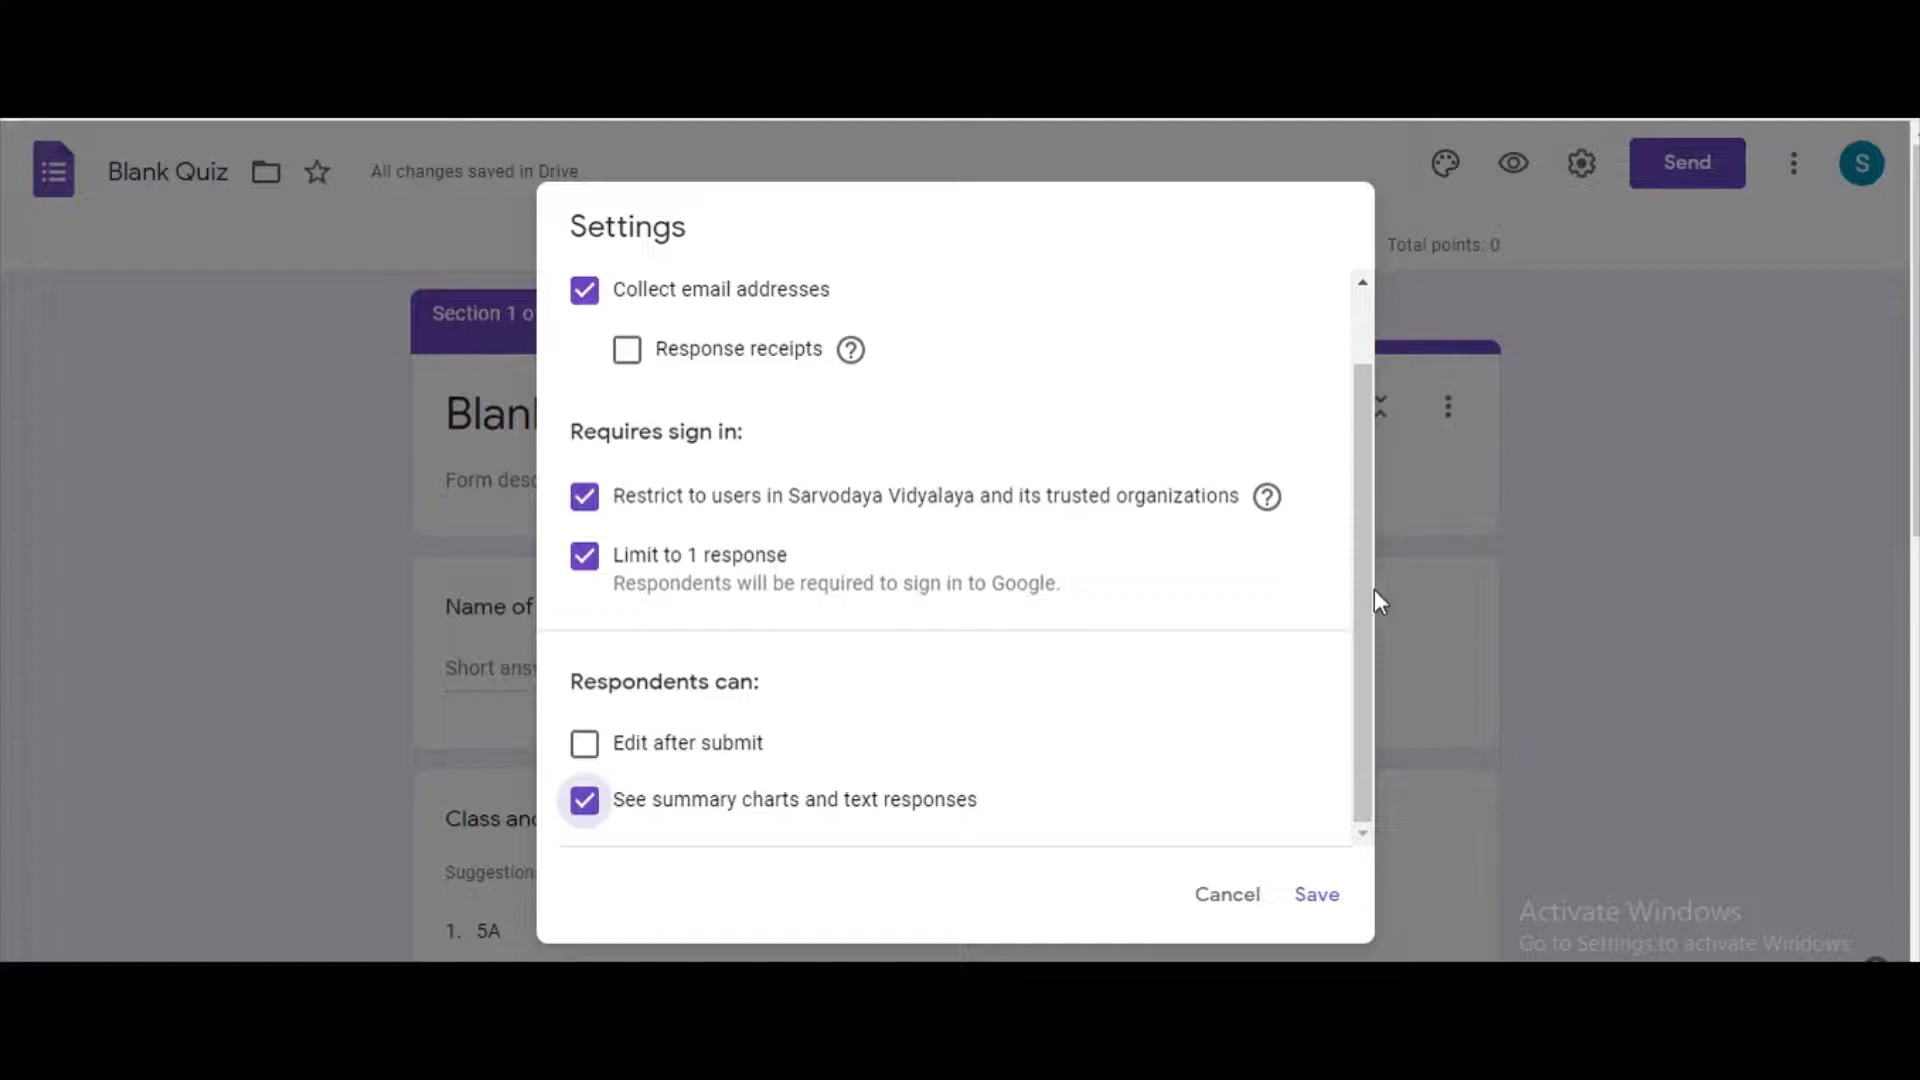 Blank Quiz
All changes saved in Drive
Send
S
Total points: 0
Settings
Collect email addresses
Section 1 o
Response receipts
Blank
Requires sign in:
Form desc
Restrict to users in Sarvodaya Vidyalaya and its trusted organizations
Limit to 1 response
Respondents will be required to sign in to Google.
Name of
Short ans
Respondents can:
Edit after submit
See summary charts and text responses
Class and
Suggestion
Cancel
Save
1. 5A
Activate Windows
Go to Settings to activate Windows.